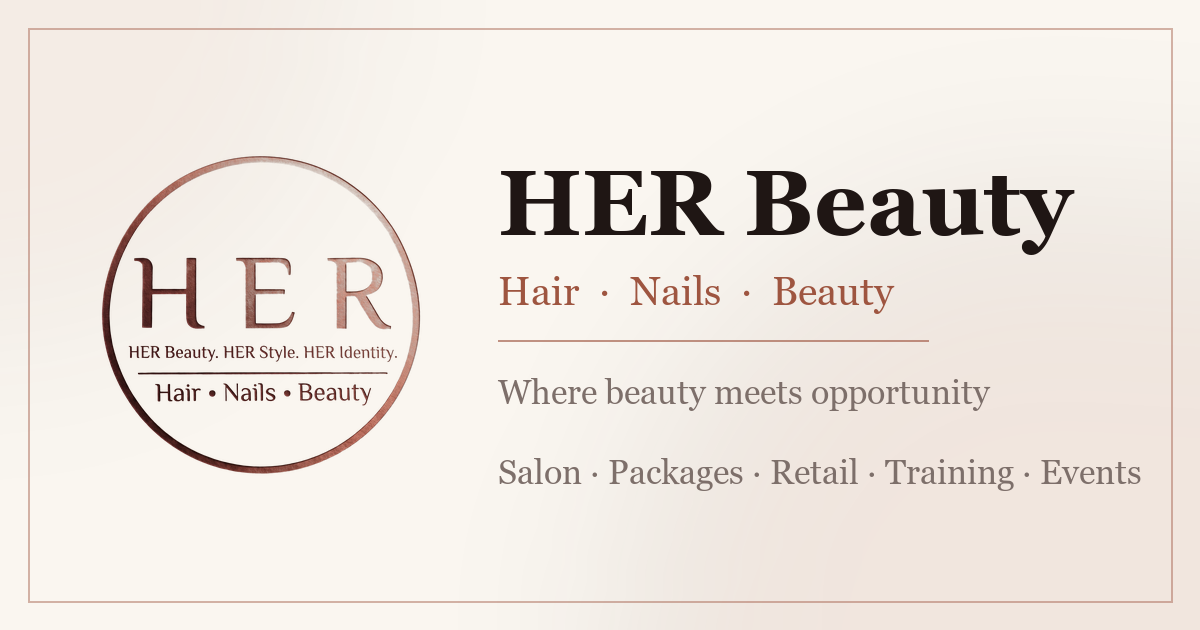 HER
HER Beauty. HER Style. HER Identity.
Hair • Nails • Beauty
HER Beauty
Hair · Nails · Beauty
Where beauty meets opportunity
Salon · Packages · Retail · Training · Events